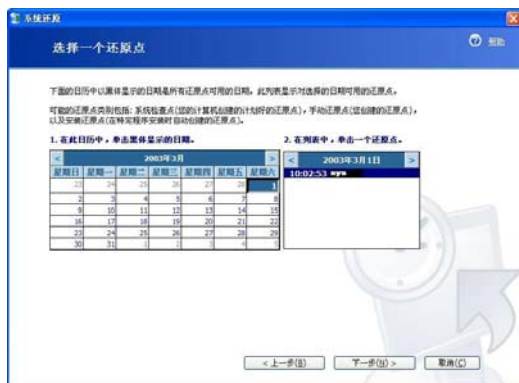 系统还原
选择一个还原点
帮助
下面的日历中以黑体显示的日期是所有还原点可用的日期。此列表显示对选择的日期可用的还原点。
可能的还原点类别包括：系统检查点(您的计算机创建的计划好的还原点)，手动还原点(您创建的还原点)，
以及安装还原点(在特定程序安装时自动创建的还原点)。
1. 在此日历中，单击黑体显示的日期。
2. 在列表中，单击一个还原点。
< 2003年3月 >
< 2003年3月1日 >
星期日 星期一 星期二 星期三 星期四 星期五 星期六
10:02:53
23 24 25 26 27 28 1
2 3 4 5 6 7 8
9 10 11 12 13 14 15
16 17 18 19 20 21 22
23 24 25 26 27 28 29
30 31 1 2 3 4 5
< 上一步(B)
下一步(N) >
取消(C)